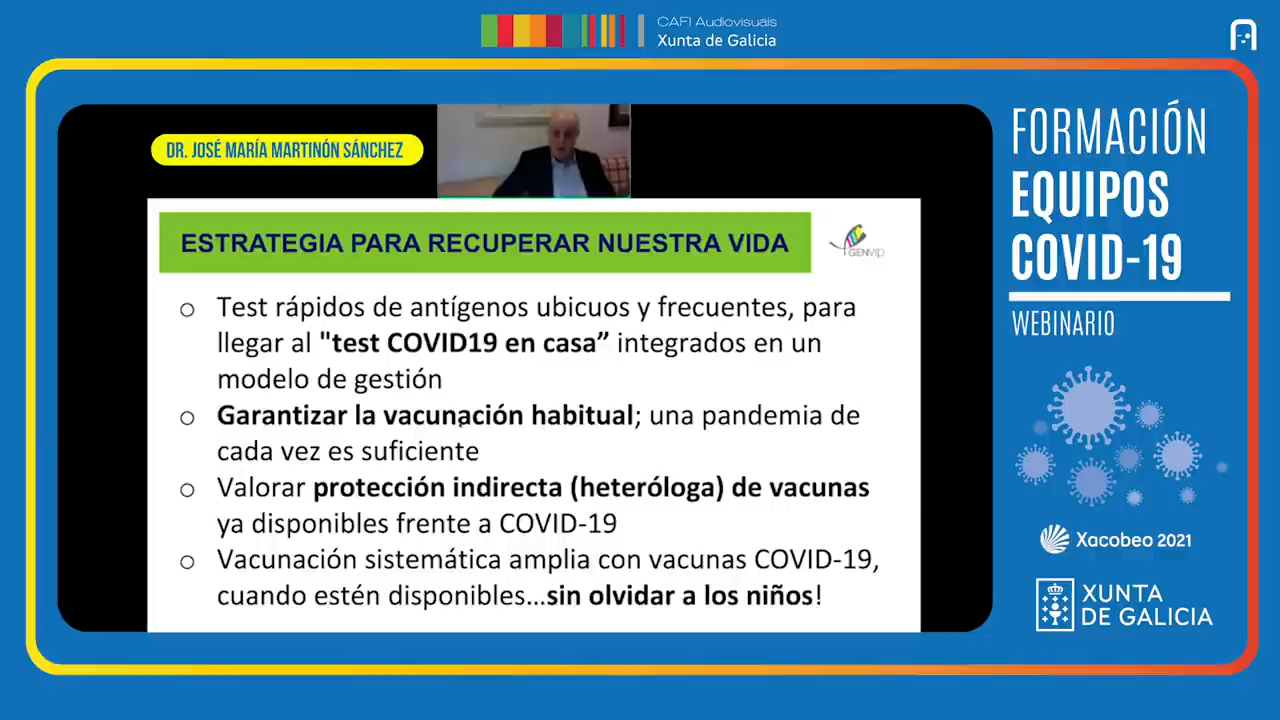 CAFI Audiovisuais
Xunta de Galicia
DR. JOSÉ MARÍA MARTINÓN SÁNCHEZ
ESTRATEGIA PARA RECUPERAR NUESTRA VIDA
GENVIP
o Test rápidos de antígenos ubicuos y frecuentes, para
llegar al "test COVID19 en casa” integrados en un
modelo de gestión
o Garantizar la vacunación habitual; una pandemia de
cada vez es suficiente
o Valorar protección indirecta (heteróloga) de vacunas
ya disponibles frente a COVID-19
o Vacunación sistemática amplia con vacunas COVID-19,
cuando estén disponibles...sin olvidar a los niños!
FORMACIÓN
EQUIPOS
COVID-19
WEBINARIO
Xacobeo 2021
XUNTA
DE GALICIA